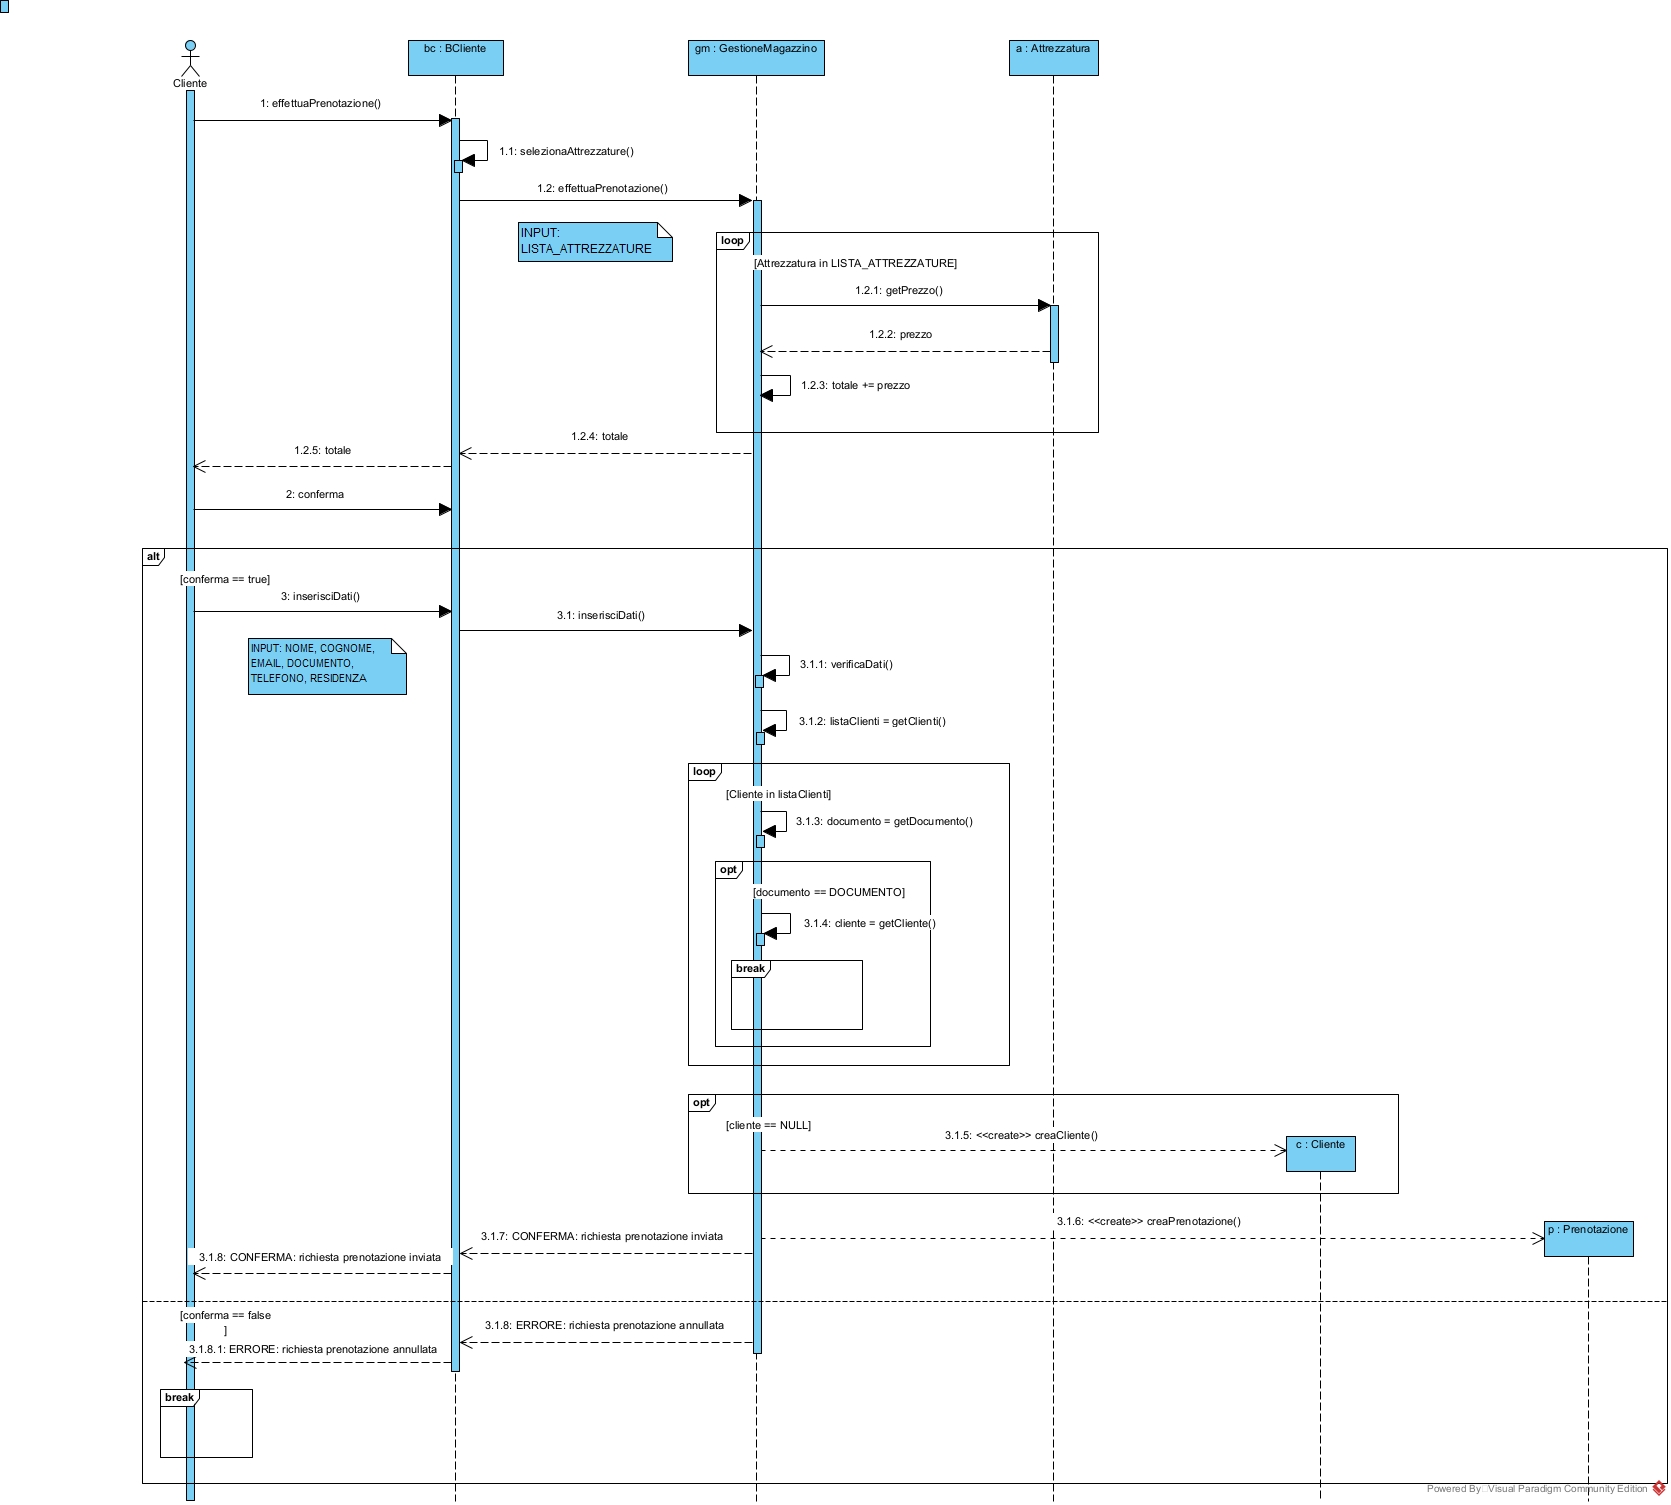 Cliente
bc : BCliente
gm : GestioneMagazzino
a : Attrezzatura
1: effettuaPrenotazione()
1.1: selezionaAttrezzature()
1.2: effettuaPrenotazione()
INPUT:
LISTA_ATTREZZATURE
loop
[Attrezzatura in LISTA_ATTREZZATURE]
1.2.1: getPrezzo()
1.2.2: prezzo
1.2.3: totale += prezzo
1.2.4: totale
1.2.5: totale
2: conferma
alt
[conferma == true]
3: inserisciDati()
3.1: inserisciDati()
INPUT: NOME, COGNOME,
EMAIL, DOCUMENTO,
TELEFONO, RESIDENZA
3.1.1: verificaDati()
3.1.2: listaClienti = getClienti()
loop
[Cliente in listaClienti]
3.1.3: documento = getDocumento()
opt
[documento == DOCUMENTO]
3.1.4: cliente = getCliente()
break
opt
[cliente == NULL]
3.1.5: <<create>> creaCliente()
c : Cliente
3.1.6: <<create>> creaPrenotazione()
p : Prenotazione
3.1.7: CONFERMA: richiesta prenotazione inviata
3.1.8: CONFERMA: richiesta prenotazione inviata
[conferma == false
]
3.1.8: ERRORE: richiesta prenotazione annullata
3.1.8.1: ERRORE: richiesta prenotazione annullata
break
Powered By Visual Paradigm Community Edition